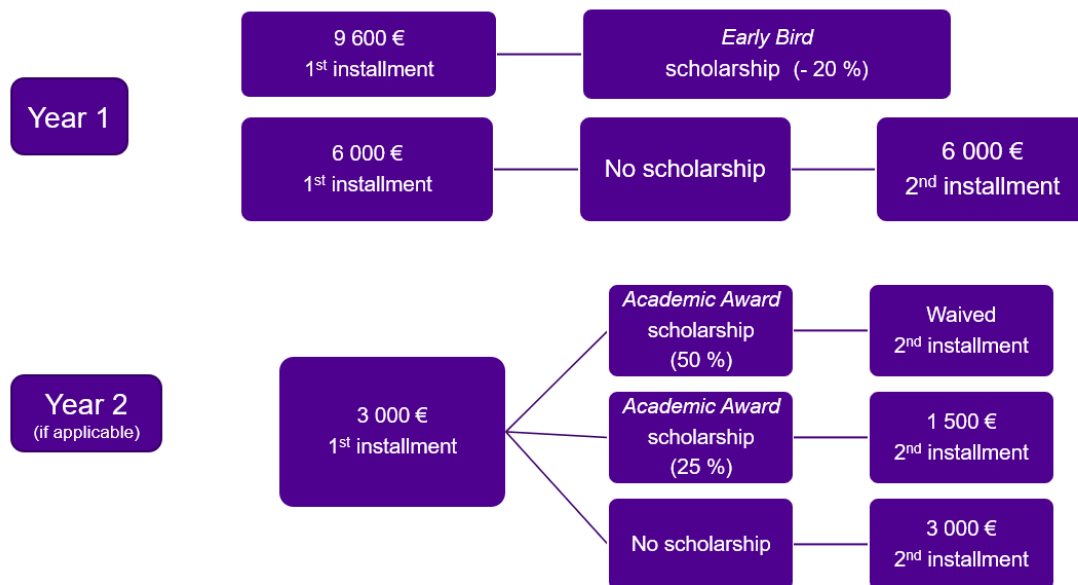 Year 1
9 600 €
1st installment
Early Bird
scholarship (- 20 %)
6 000 €
1st installment
No scholarship
6 000 €
2nd installment
Year 2
(if applicable)
3 000 €
1st installment
Academic Award
scholarship
(50 %)
Waived
2nd installment
Academic Award
scholarship
(25 %)
1 500 €
2nd installment
No scholarship
3 000 €
2nd installment